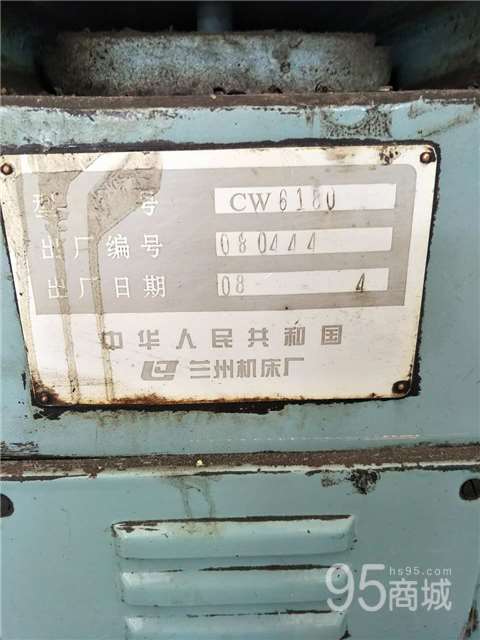 型 号 CW6180
出厂编号 080444
出厂日期 08 4
中华人民共和国
兰州机床厂
hs95.com
95商城